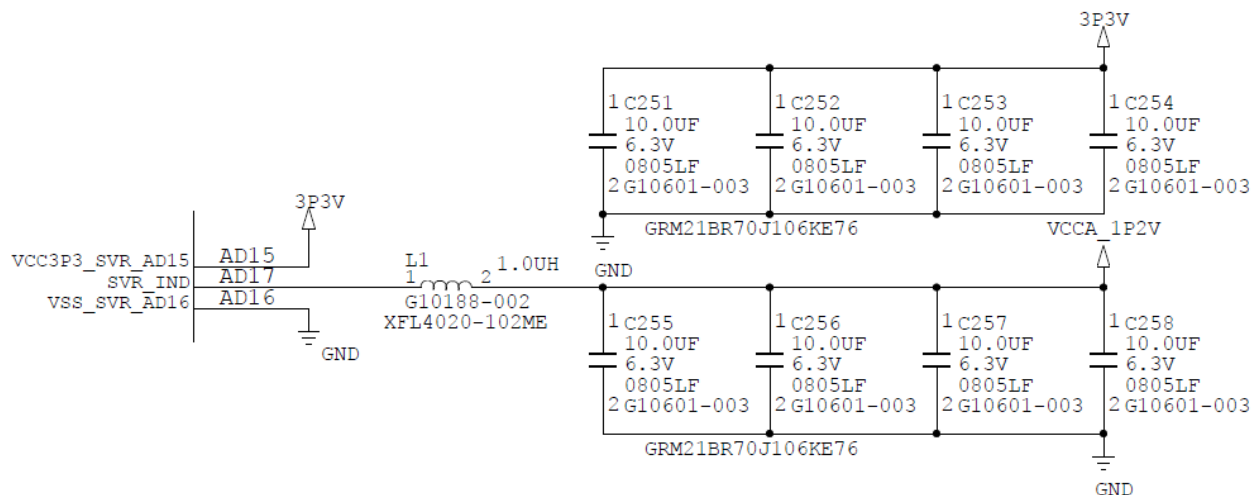 3P3V
1 C251
10.0UF
6.3V
0805LF
2 G10601-003
1 C252
10.0UF
6.3V
0805LF
2 G10601-003
1 C253
10.0UF
6.3V
0805LF
2 G10601-003
1 C254
10.0UF
6.3V
0805LF
2 G10601-003
GRM21BR70J106KE76
GND
3P3V
VCC3P3_SVR_AD15 AD15
SVR_IND AD17
VSS_SVR_AD16 AD16
GND
L1
1 2 1.0UH
G10188-002
XFL4020-102ME
VCCA_1P2V
1 C255
10.0UF
6.3V
0805LF
2 G10601-003
1 C256
10.0UF
6.3V
0805LF
2 G10601-003
1 C257
10.0UF
6.3V
0805LF
2 G10601-003
1 C258
10.0UF
6.3V
0805LF
2 G10601-003
GRM21BR70J106KE76
GND